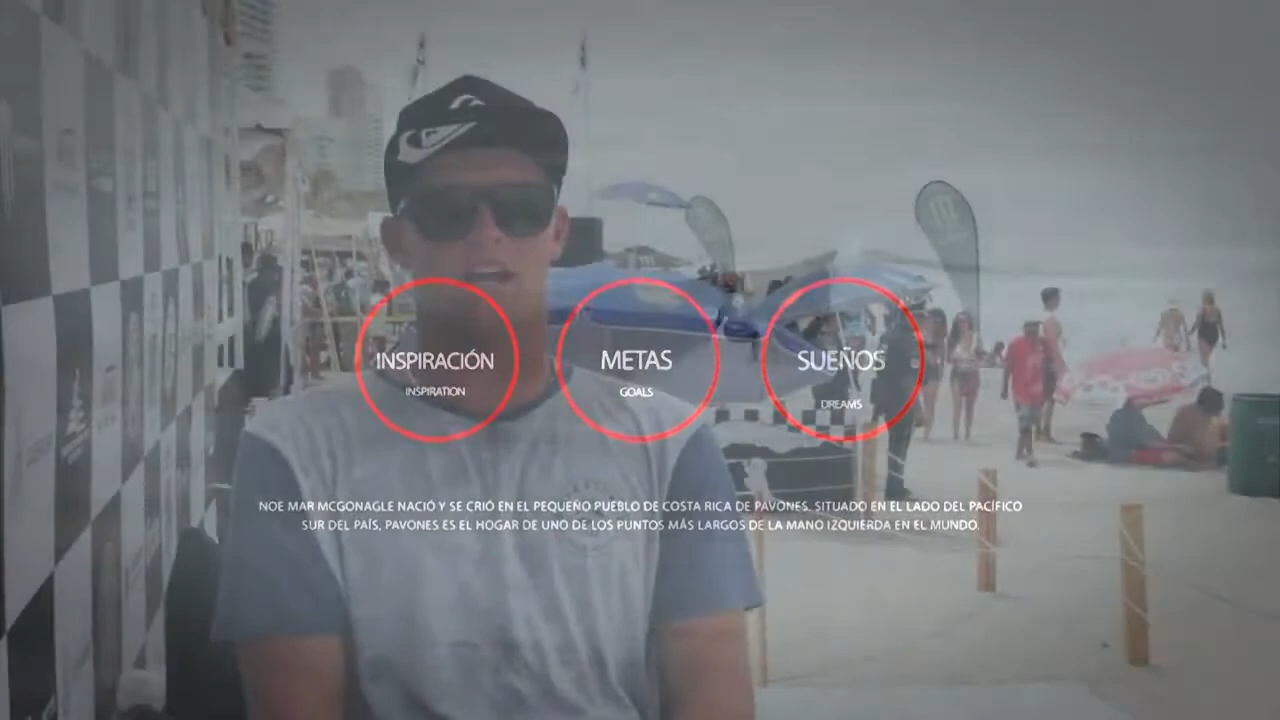 INSPIRACIÓN
INSPIRATION
METAS
GOALS
SUEÑOS
DREAMS
NOE MAR MCGONAGLE NACIÓ Y SE CRIÓ EN EL PEQUEÑO PUEBLO DE COSTA RICA DE PAVONES. SITUADO EN EL LADO DEL PACÍFICO
SUR DEL PAÍS, PAVONES ES EL HOGAR DE UNO DE LOS PUNTOS MÁS LARGOS DE LA MANO IZQUIERDA EN EL MUNDO.